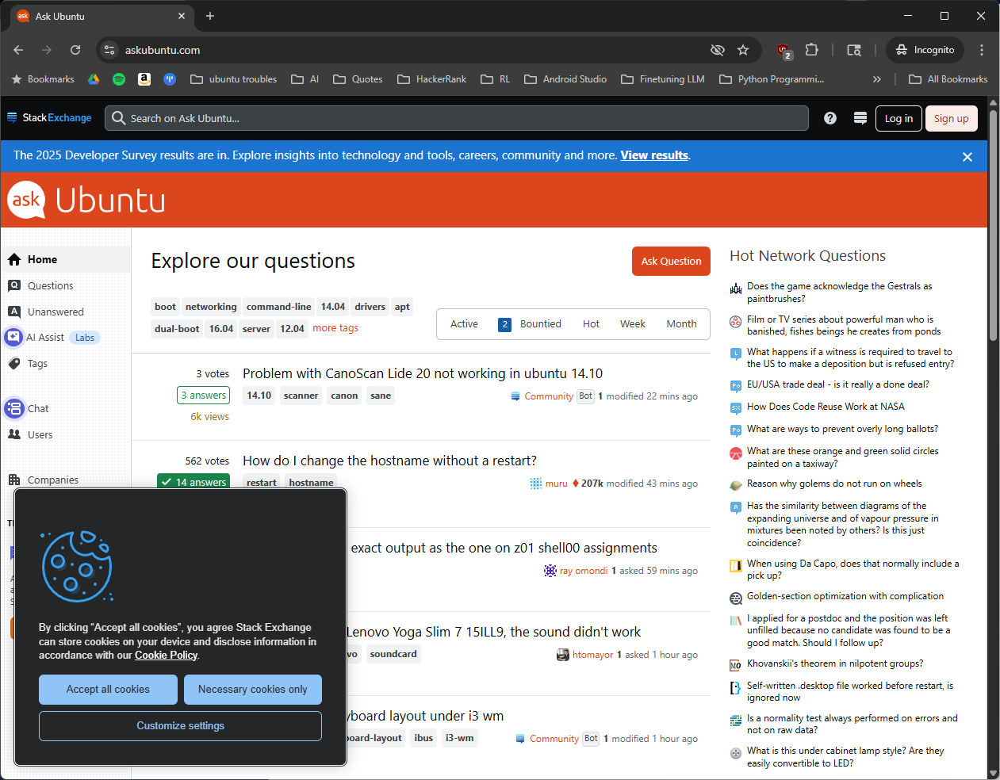 Ask Ubuntu
askubuntu.com
2
Incognito
Bookmarks
ubuntu troubles
AI
Quotes
HackerRank
RL
Android Studio
Finetuning LLM
Python Programmi...
All Bookmarks
StackExchange
Search on Ask Ubuntu...
Log in
Sign up
The 2025 Developer Survey results are in. Explore insights into technology and tools, careers, community and more. View results.
ask Ubuntu
Home
Questions
Unanswered
AI Assist Labs
Tags
Chat
Users
Companies
Explore our questions
Ask Question
boot networking command-line 14.04 drivers apt
dual-boot 16.04 server 12.04 more tags
Active 2 Bountied Hot Week Month
3 votes
3 answers
6k views
Problem with CanoScan Lide 20 not working in ubuntu 14.10
14.10 scanner canon sane
Community Bot 1 modified 22 mins ago
562 votes
14 answers
How do I change the hostname without a restart?
restart hostname
muru ♦ 207k modified 43 mins ago
exact output as the one on z01 shell00 assignments
ray omondi 1 asked 59 mins ago
Lenovo Yoga Slim 7 15ILL9, the sound didn't work
vo soundcard
htomayor 1 asked 1 hour ago
yboard layout under i3 wm
board-layout ibus i3-wm
Community Bot 1 modified 1 hour ago
By clicking “Accept all cookies”, you agree Stack Exchange
can store cookies on your device and disclose information in
accordance with our Cookie Policy.
Accept all cookies
Necessary cookies only
Customize settings
Hot Network Questions
Does the game acknowledge the Gestrals as
paintbrushes?
Film or TV series about powerful man who is
banished, fishes beings he creates from ponds
What happens if a witness is required to travel to
the US to make a deposition but is refused entry?
EU/USA trade deal - is it really a done deal?
How Does Code Reuse Work at NASA
What are ways to prevent overly long ballots?
What are these orange and green solid circles
painted on a taxiway?
Reason why golems do not run on wheels
Has the similarity between diagrams of the
expanding universe and of vapour pressure in
mixtures been noted by others? Is this just
coincidence?
When using Da Capo, does that normally include a
pick up?
Golden-section optimization with complication
I applied for a postdoc and the position was left
unfilled because no candidate was found to be a
good match. Should I follow up?
Khovanskii's theorem in nilpotent groups?
Self-written .desktop file worked before restart, is
ignored now
Is a normality test always performed on errors and
not on raw data?
What is this under cabinet lamp style? Are they
easily convertible to LED?